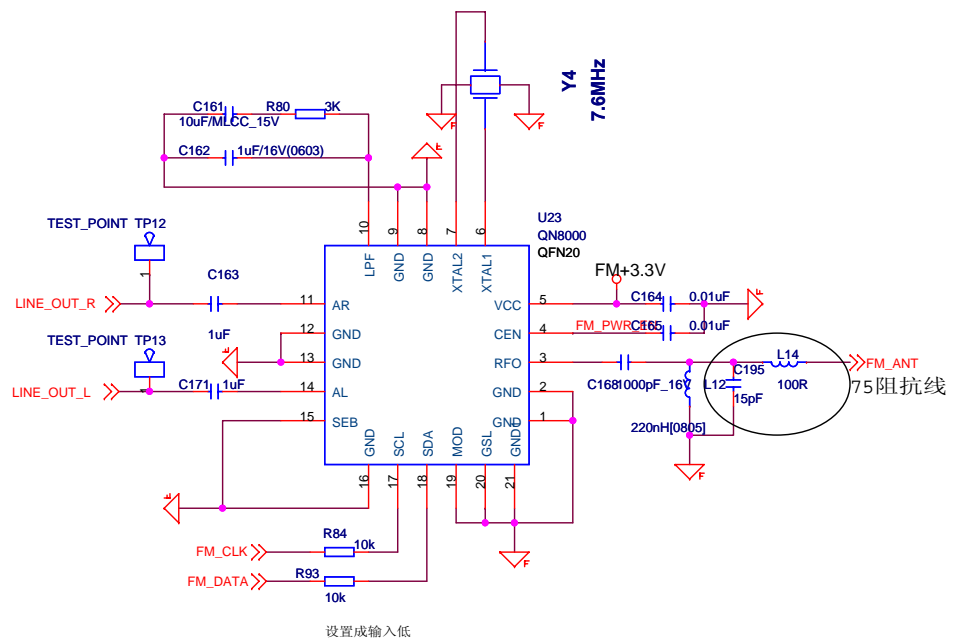 Y4
7.6MHz
C161
R80
3K
10uF/MLCC_15V
C162
1uF/16V(0603)
F
F
F
TEST_POINT TP12
1
10
9
8
7
6
LPF
GND
GND
XTAL2
XTAL1
U23
QN8000
QFN20
FM+3.3V
C163
LINE_OUT_R
11
AR
VCC
5
C164
0.01uF
F
1uF
12
GND
CEN
4
FM_PWR_
C165
0.01uF
TEST_POINT TP13
F
13
GND
RFO
3
L14
FM_ANT
C195
LINE_OUT_L
C171
1uF
14
AL
GND
2
C168
1000pF_16V
L12
15pF
100R
75阻抗线
15
SEB
GND
1
220nH[0805]
GND
SCL
SDA
MOD
GSL
GND
16
17
18
19
20
21
F
F
F
R84
FM_CLK
10k
R93
FM_DATA
10k
设置成输入低